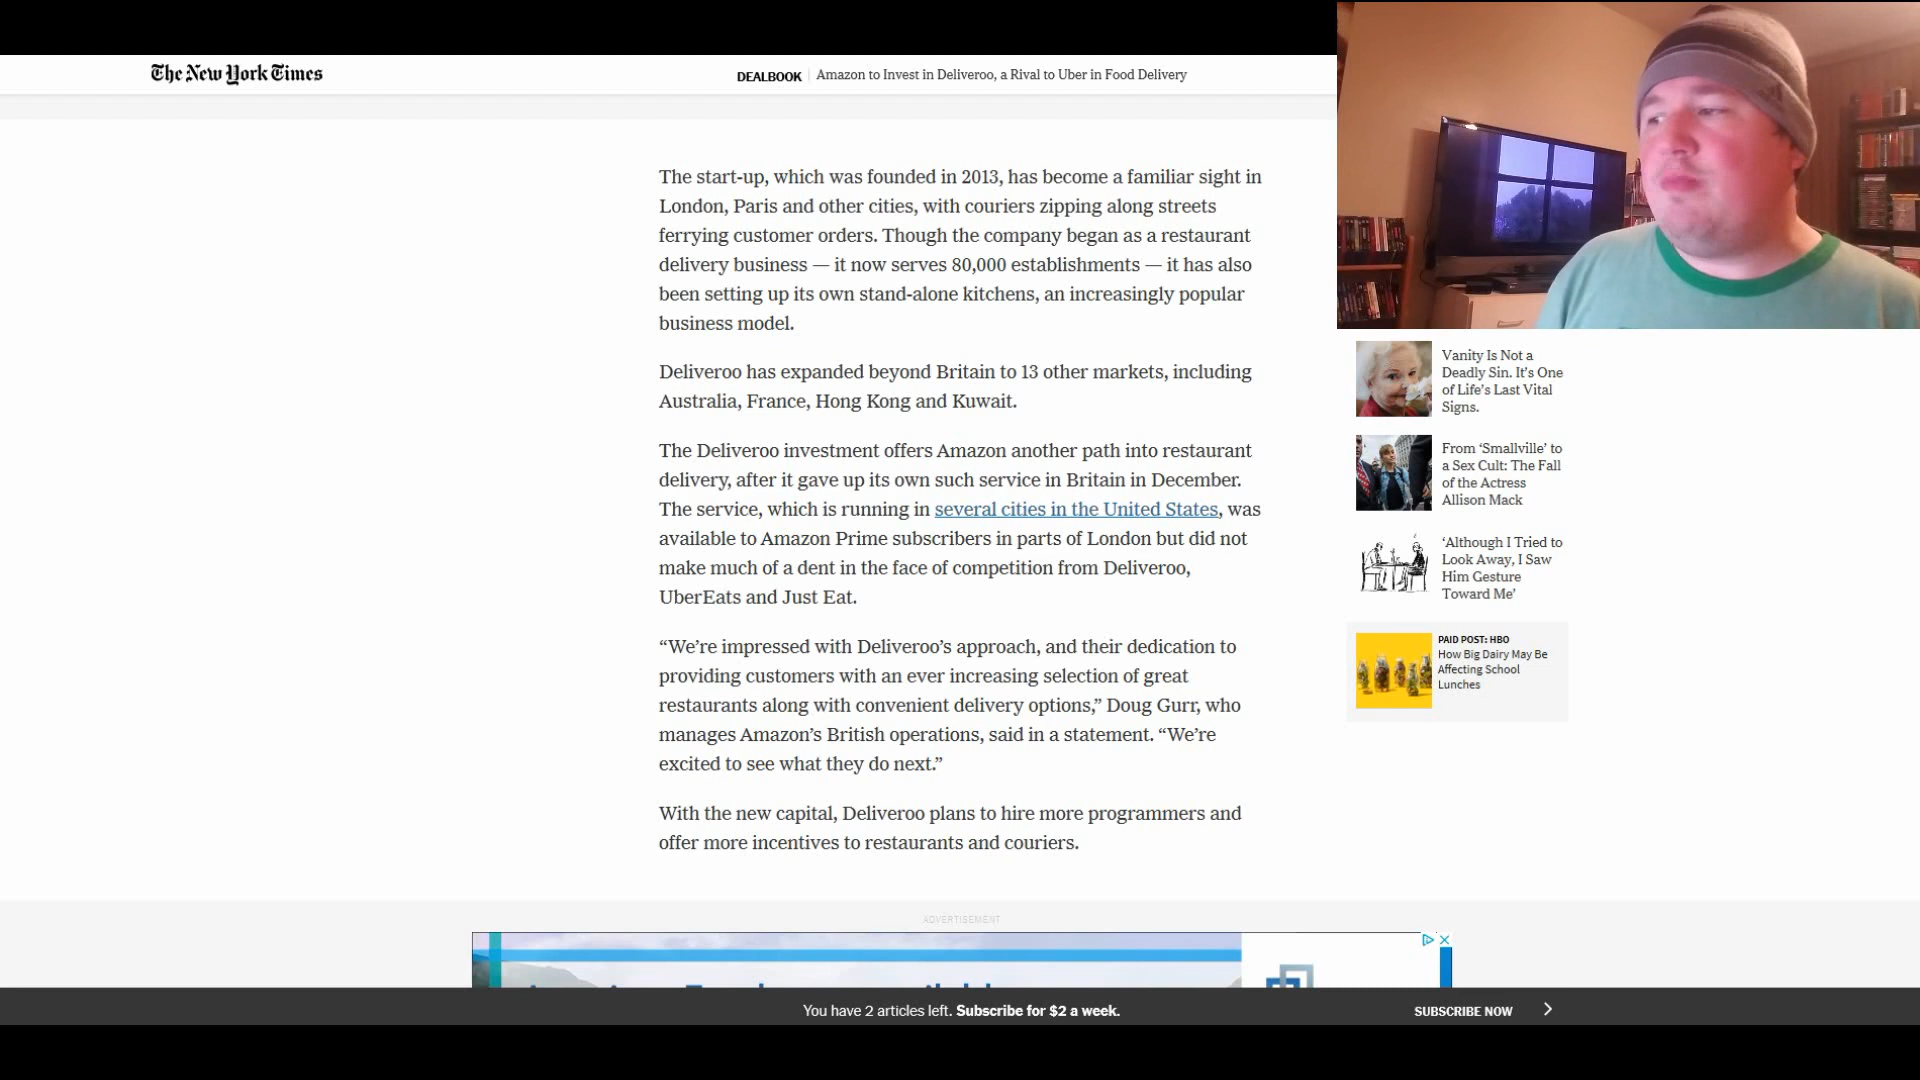 The New York Times
DEALBOOK | Amazon to Invest in Deliveroo, a Rival to Uber in Food Delivery
The start-up, which was founded in 2013, has become a familiar sight in
London, Paris and other cities, with couriers zipping along streets
ferrying customer orders. Though the company began as a restaurant
delivery business — it now serves 80,000 establishments — it has also
been setting up its own stand-alone kitchens, an increasingly popular
business model.
Deliveroo has expanded beyond Britain to 13 other markets, including
Australia, France, Hong Kong and Kuwait.
The Deliveroo investment offers Amazon another path into restaurant
delivery, after it gave up its own such service in Britain in December.
The service, which is running in several cities in the United States, was
available to Amazon Prime subscribers in parts of London but did not
make much of a dent in the face of competition from Deliveroo,
UberEats and Just Eat.
“We’re impressed with Deliveroo’s approach, and their dedication to
providing customers with an ever increasing selection of great
restaurants along with convenient delivery options,” Doug Gurr, who
manages Amazon’s British operations, said in a statement. “We’re
excited to see what they do next.”
With the new capital, Deliveroo plans to hire more programmers and
offer more incentives to restaurants and couriers.
Vanity Is Not a
Deadly Sin. It’s One
of Life’s Last Vital
Signs.
From ‘Smallville’ to
a Sex Cult: The Fall
of the Actress
Allison Mack
‘Although I Tried to
Look Away, I Saw
Him Gesture
Toward Me’
PAID POST: HBO
How Big Dairy May Be
Affecting School
Lunches
ADVERTISEMENT
You have 2 articles left. Subscribe for $2 a week.
SUBSCRIBE NOW